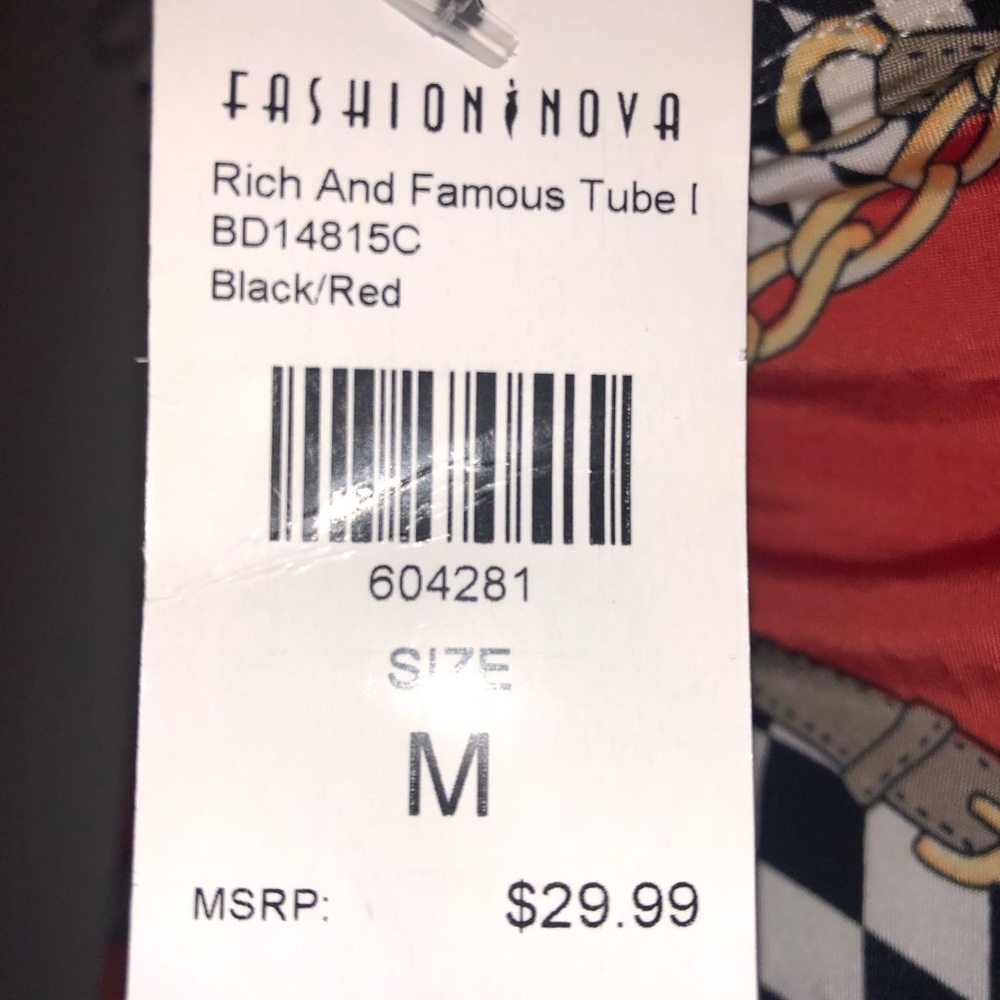 FASHION NOVA
Rich And Famous Tube
BD14815C
Black/Red
604281
SIZE
M
MSRP: $29.99